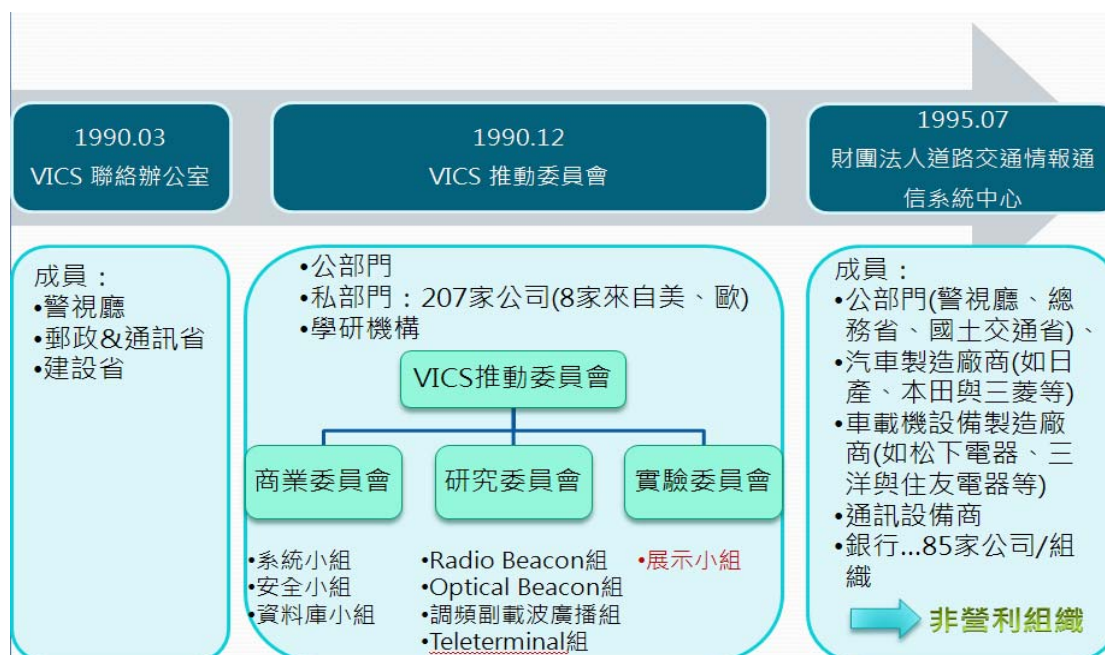 1990.03
VICS 聯絡辦公室
1990.12
VICS 推動委員會
1995.07
財團法人道路交通情報通
信系統中心
成員：
•警視廳
•郵政&通訊省
•建設省
•公部門
•私部門：207家公司(8家來自美、歐)
•學研機構
VICS推動委員會
商業委員會
研究委員會
實驗委員會
•系統小組
•安全小組
•資料庫小組
•Radio Beacon組
•Optical Beacon組
•調頻副載波廣播組
•Teleterminal組
•展示小組
成員：
•公部門(警視廳、總
務省、國土交通省)、
•汽車製造廠商(如日
產、本田與三菱等)
•車載機設備製造廠
商(如松下電器、三
洋與住友電器等)
•通訊設備商
•銀行...85家公司/組
織
非營利組織